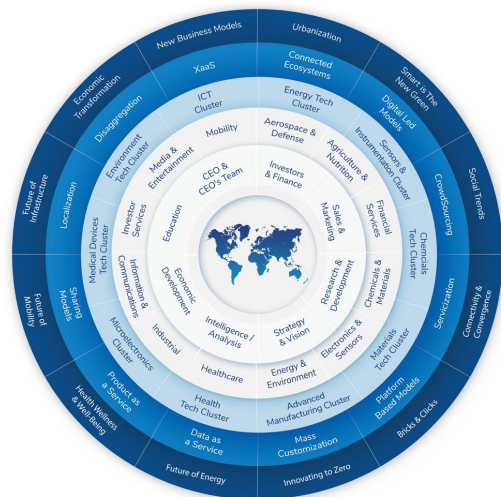 New Business Models
Urbanization
Smart is The
New Green
Social Trends
Connectivity &
Convergence
Bricks & Clicks
Innovating to Zero
Future of Energy
Health Wellness
& Well-Being
Future of
Mobility
Future of
Infrastructure
Economic
Transformation
XaaS
Connected
Ecosystems
Digital Led
Models
CrowdSourcing
Servicization
Platform
Based Models
Mass
Customization
Data as
a Service
Product as
a Service
Sharing
Models
Localization
Disaggregation
ICT
Cluster
Energy Tech
Cluster
Sensors &
Instrumentation Cluster
Chemicals
Tech Cluster
Materials
Tech Cluster
Advanced
Manufacturing Cluster
Health
Tech Cluster
Microelectronics
Cluster
Medical Devices
Tech Cluster
Environment
Tech Cluster
Mobility
Aerospace &
Defense
Agriculture &
Nutrition
Financial
Services
Chemicals &
Materials
Electronics &
Sensors
Energy &
Environment
Healthcare
Industrial
Information &
Communications
Investor
Services
Media &
Entertainment
Education
CEO &
CEO's Team
Investors
& Finance
Sales &
Marketing
Research &
Development
Strategy
& Vision
Intelligence /
Analysis
Economic
Development